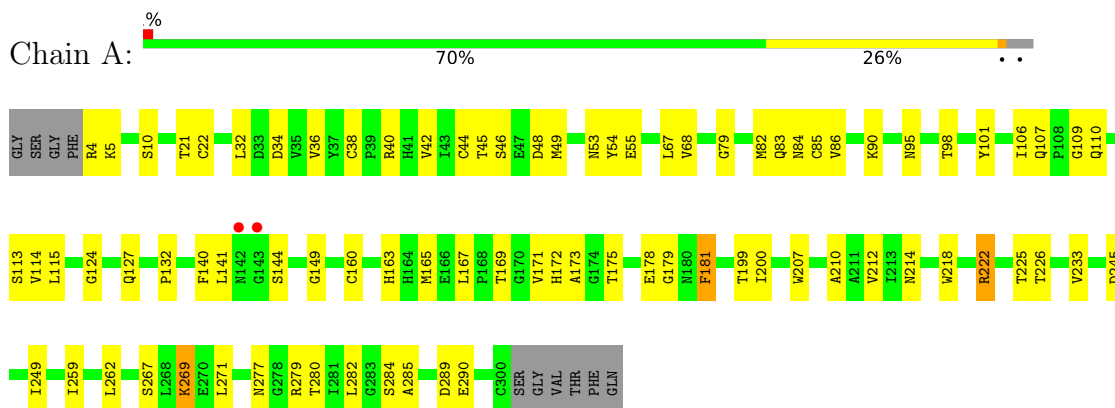 %
Chain A:
70% 26% • •
GLY SER GLY PHE R4 K5 S10 T21 C22 L32 D33 D34 V35 V36 Y37 C38 P39 R40 H41 V42 I43 C44 T45 S46 E47 D48 M49 N53 Y54 E55 L67 V68 G79 M82 Q83 N84 C85 V86 K90 N95 T98 Y101 I106 Q107 P108 G109 Q110
S113 V114 L115 G124 Q127 P132 F140 L141 N142 G143 S144 G149 C160 H163 H164 M165 E166 L167 P168 T169 G170 V171 H172 A173 G174 T175 E178 G179 N180 F181 T199 I200 W207 A210 A211 V212 I213 N214 W218 R222 T225 T226 V233
I249 I259 L262 S267 L268 K269 E270 L271 N277 G278 R279 T280 I281 L282 G283 S284 A285 D289 E290 C300 SER GLY VAL THR PHE GLN